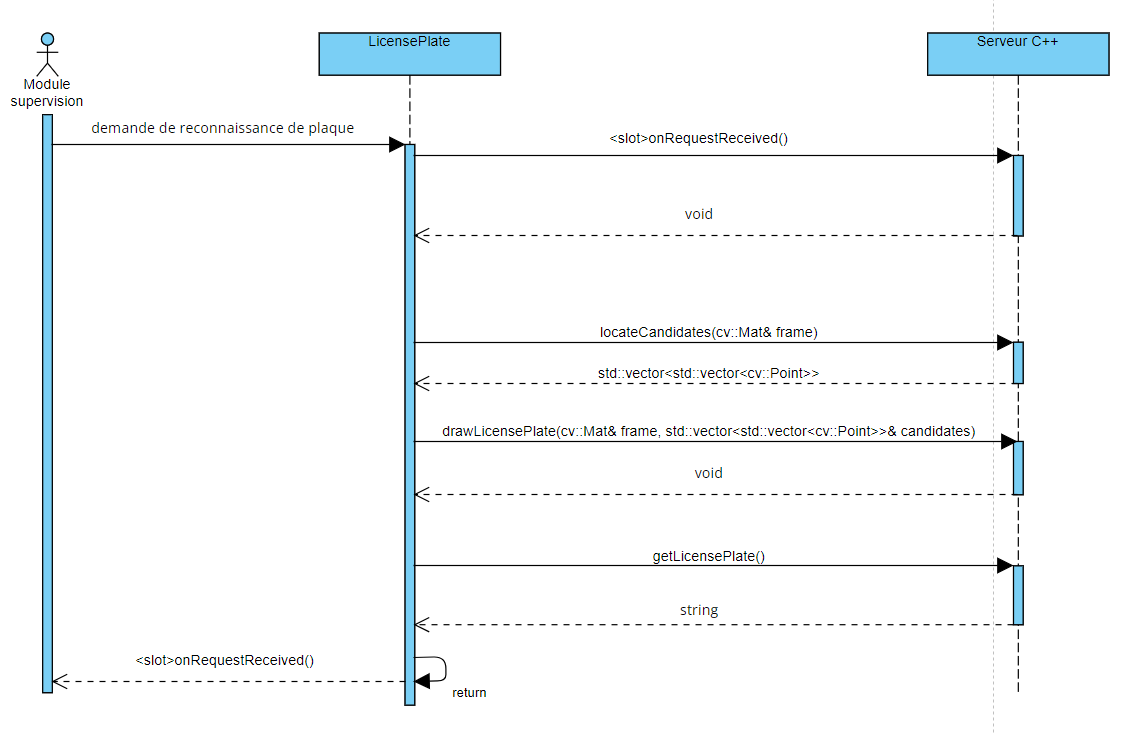 LicensePlate
Serveur C++
Module
supervision
demande de reconnaissance de plaque
<slot>onRequestReceived()
void
locateCandidates(cv::Mat& frame)
std::vector<std::vector<cv::Point>>
drawLicensePlate(cv::Mat& frame, std::vector<std::vector<cv::Point>>& candidates)
void
getLicensePlate()
string
<slot>onRequestReceived()
return